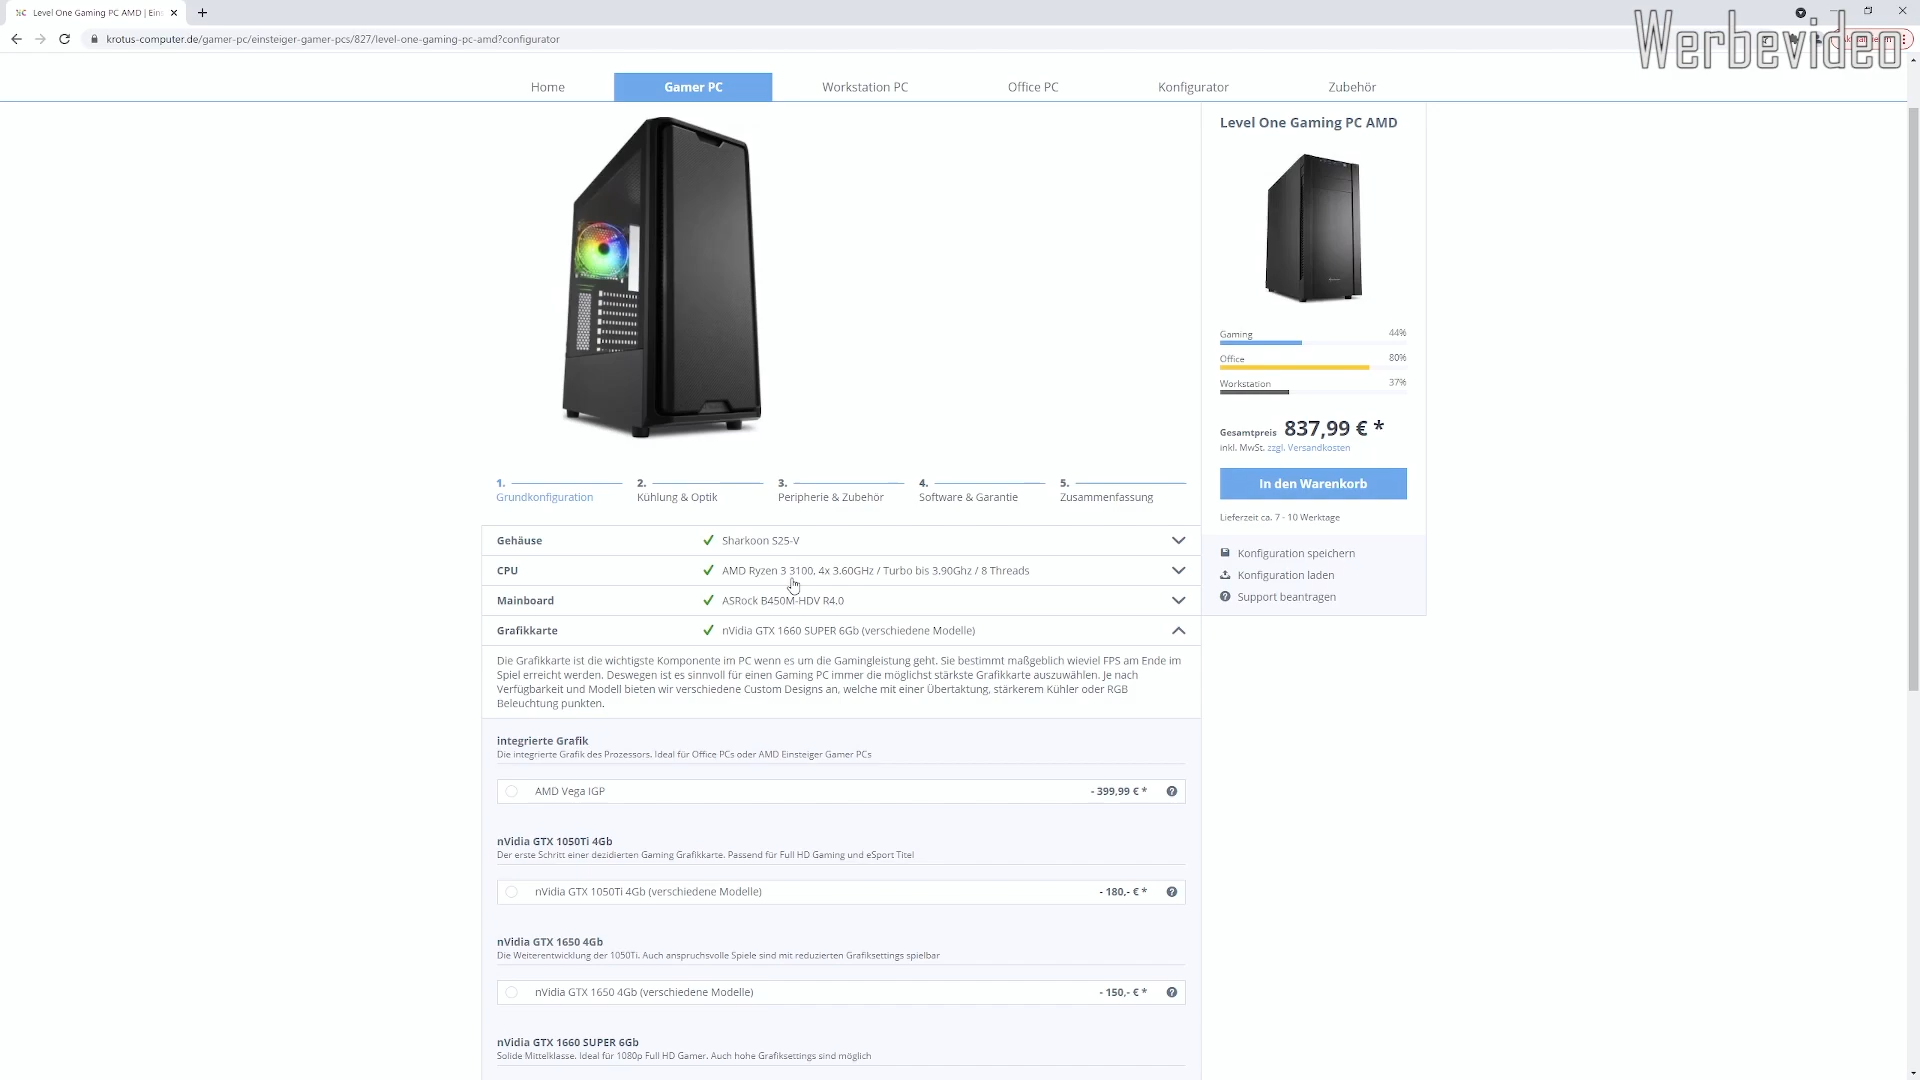 Level One Gaming PC AMD | Ein
krotus-computer.de/gamer-pc/einsteiger-gamer-pcs/827/level-one-gaming-pc-amd?configurator
Werbevideo
Home
Gamer PC
Workstation PC
Office PC
Konfigurator
Zubehör
Level One Gaming PC AMD
Gaming 44%
Office 80%
Workstation 37%
Gesamtpreis 837,99 € *
inkl. MwSt. zzgl. Versandkosten
In den Warenkorb
Lieferzeit ca. 7 - 10 Werktage
Konfiguration speichern
Konfiguration laden
Support beantragen
1.
Grundkonfiguration
2.
Kühlung & Optik
3.
Peripherie & Zubehör
4.
Software & Garantie
5.
Zusammenfassung
Gehäuse Sharkoon S25-V
CPU AMD Ryzen 3 3100, 4x 3.60GHz / Turbo bis 3.90Ghz / 8 Threads
Mainboard ASRock B450M-HDV R4.0
Grafikkarte nVidia GTX 1660 SUPER 6Gb (verschiedene Modelle)
Die Grafikkarte ist die wichtigste Komponente im PC wenn es um die Gamingleistung geht. Sie bestimmt maßgeblich wieviel FPS am Ende im
Spiel erreicht werden. Deswegen ist es sinnvoll für einen Gaming PC immer die möglichst stärkste Grafikkarte auszuwählen. Je nach
Verfügbarkeit und Modell bieten wir verschiedene Custom Designs an, welche mit einer Übertaktung, stärkerem Kühler oder RGB
Beleuchtung punkten.
integrierte Grafik
Die integrierte Grafik des Prozessors. Ideal für Office PCs oder AMD Einsteiger Gamer PCs
AMD Vega IGP - 399,99 € *
nVidia GTX 1050Ti 4Gb
Der erste Schritt einer dezidierten Gaming Grafikkarte. Passend für Full HD Gaming und eSport Titel
nVidia GTX 1050Ti 4Gb (verschiedene Modelle) - 180,- € *
nVidia GTX 1650 4Gb
Die Weiterentwicklung der 1050Ti. Auch anspruchsvolle Spiele sind mit reduzierten Grafiksettings spielbar
nVidia GTX 1650 4Gb (verschiedene Modelle) - 150,- € *
nVidia GTX 1660 SUPER 6Gb
Solide Mittelklasse. Ideal für 1080p Full HD Gamer. Auch hohe Grafiksettings sind möglich